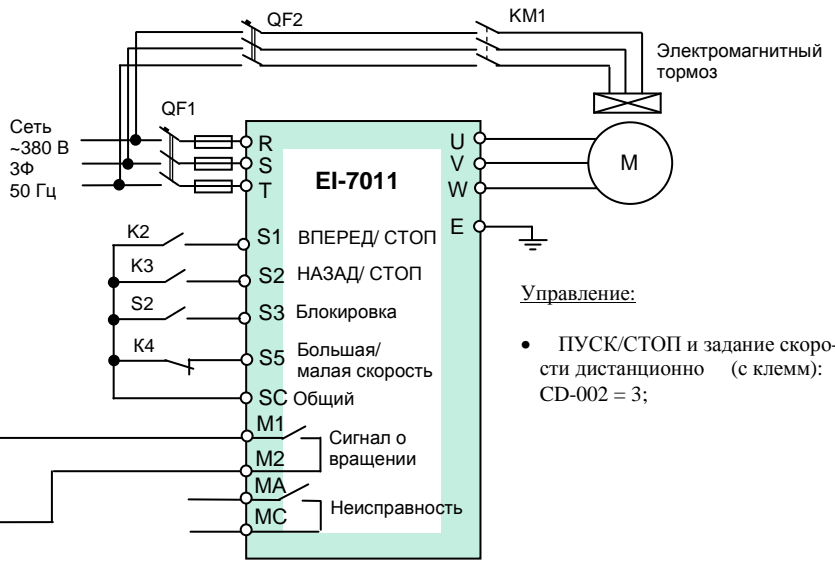 QF2
KM1
Электромагнитный
тормоз
QF1
Сеть
~380 В
3Ф
50 Гц
R
S
T
EI-7011
U
V
W
E
M
K2
S1
ВПЕРЕД/ СТОП
K3
S2
НАЗАД/ СТОП
S2
S3
Блокировка
К4
S5
Большая/
малая скорость
SC
Общий
M1
M2
Сигнал о
вращении
MA
MC
Неисправность
Управление:
• ПУСК/СТОП и задание скоро-
сти дистанционно (с клемм):
CD-002 = 3;